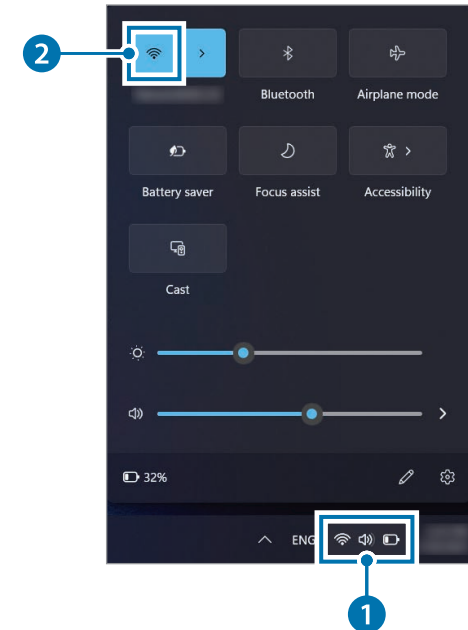 2
Bluetooth Airplane mode
Battery saver Focus assist Accessibility
Cast
32%
ENG
1